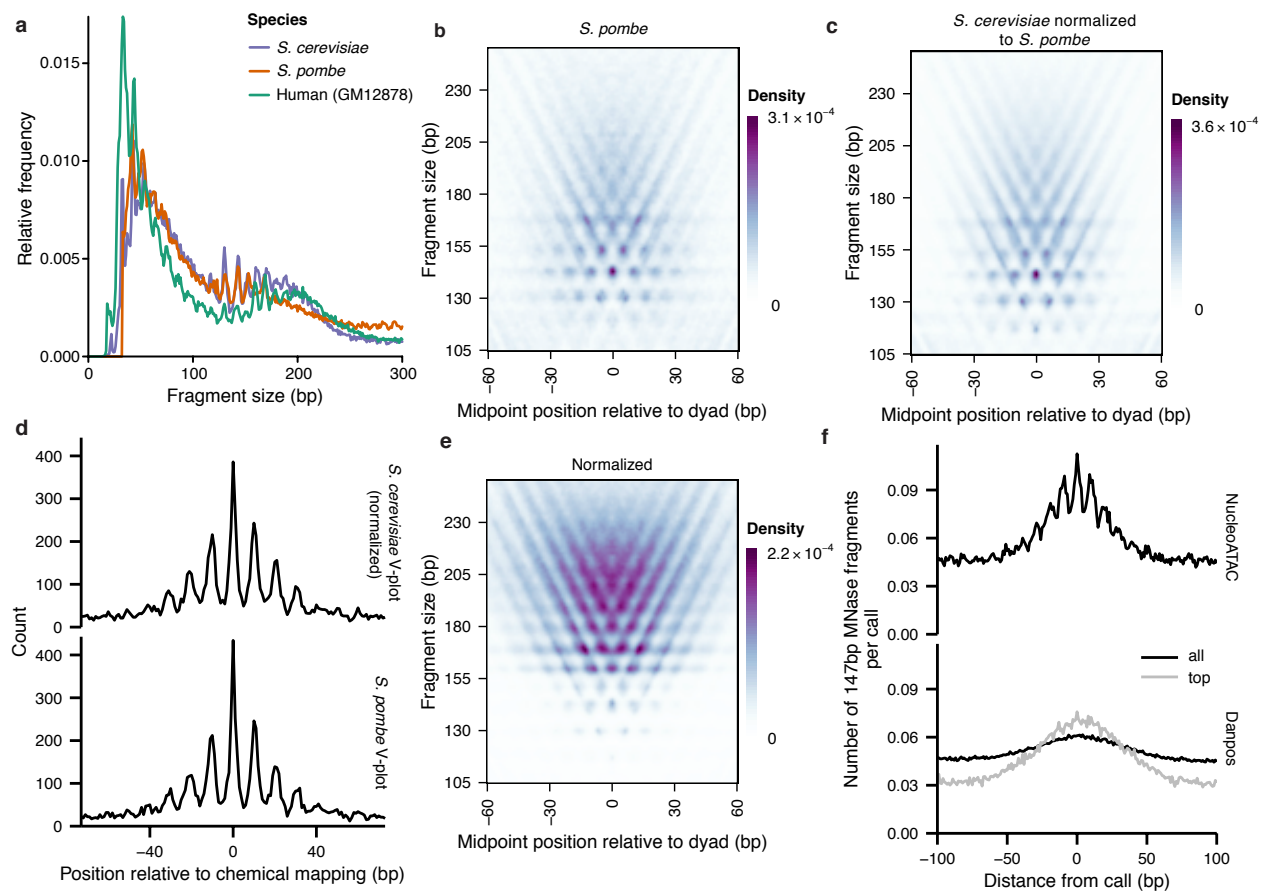 a
Species
S. cerevisiae
S. pombe
Human (GM12878)
Relative frequency
0.015
0.010
0.005
0.000
0
100
200
300
Fragment size (bp)
b
S. pombe
Fragment size (bp)
230
205
180
155
130
105
−60
−30
0
30
60
Midpoint position relative to dyad (bp)
Density
3.1 × 10⁻⁴
0
c
S. cerevisiae normalized
to S. pombe
Fragment size (bp)
230
205
180
155
130
105
−60
−30
0
30
60
Midpoint position relative to dyad (bp)
Density
3.6 × 10⁻⁴
0
d
Count
400
300
200
100
0
S. cerevisiae V-plot
(normalized)
400
300
200
100
0
S. pombe V-plot
−40
0
40
Position relative to chemical mapping (bp)
e
Normalized
Fragment size (bp)
230
205
180
155
130
105
−60
−30
0
30
60
Midpoint position relative to dyad (bp)
Density
2.2 × 10⁻⁴
0
f
Number of 147bp MNase fragments
per call
0.09
0.06
0.03
0.00
NucleoATAC
all
top
0.09
0.06
0.03
0.00
Danpos
−100
−50
0
50
100
Distance from call (bp)